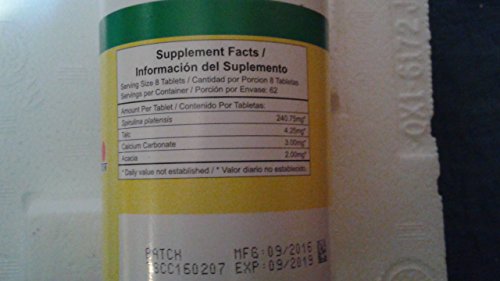 Supplement Facts /
Información del Suplemento
Serving Size 8 Tablets / Cantidad por Porcion 8 Tabletas
Servings per Container / Porción por Envase: 62
Amount Per Tablet / Contenido Por Tabletas:
Spirulina platensis 240.75mg*
Talc 4.25mg*
Calcium Carbonate 3.00mg*
Acacia 2.00mg*
* Daily value not established / * Valor diario no establecido.
BATCH MFG:09/2016
SCC160207 EXP:09/2019